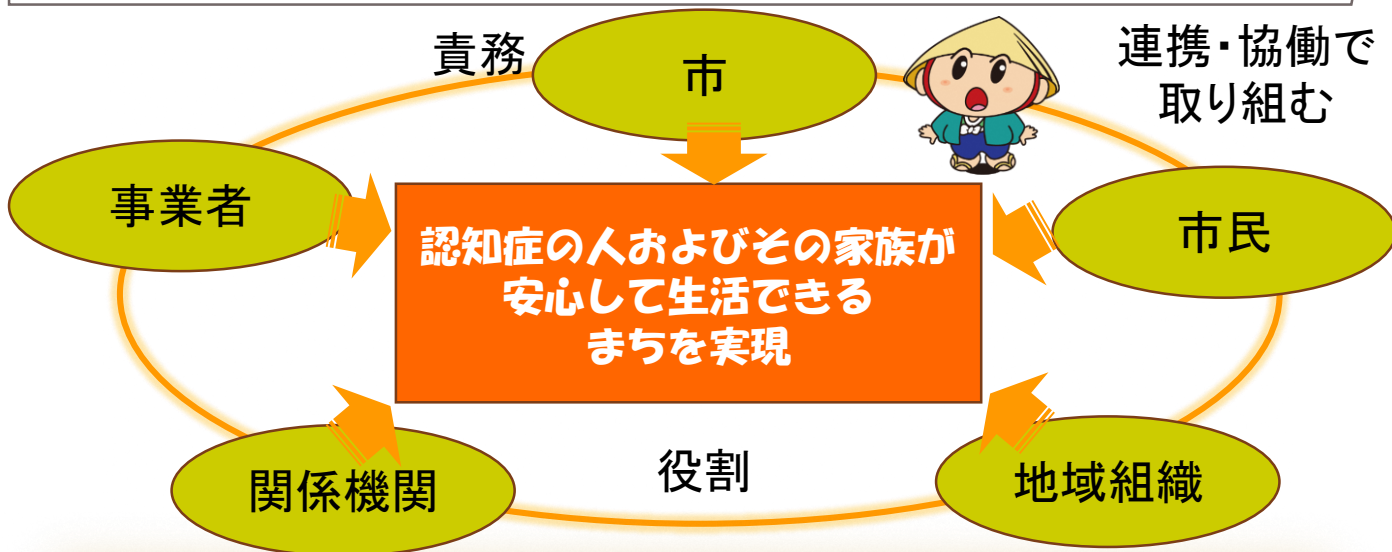 責務
市
連携・協働で
取り組む
事業者
市民
認知症の人およびその家族が
安心して生活できる
まちを実現
関係機関
役割
地域組織